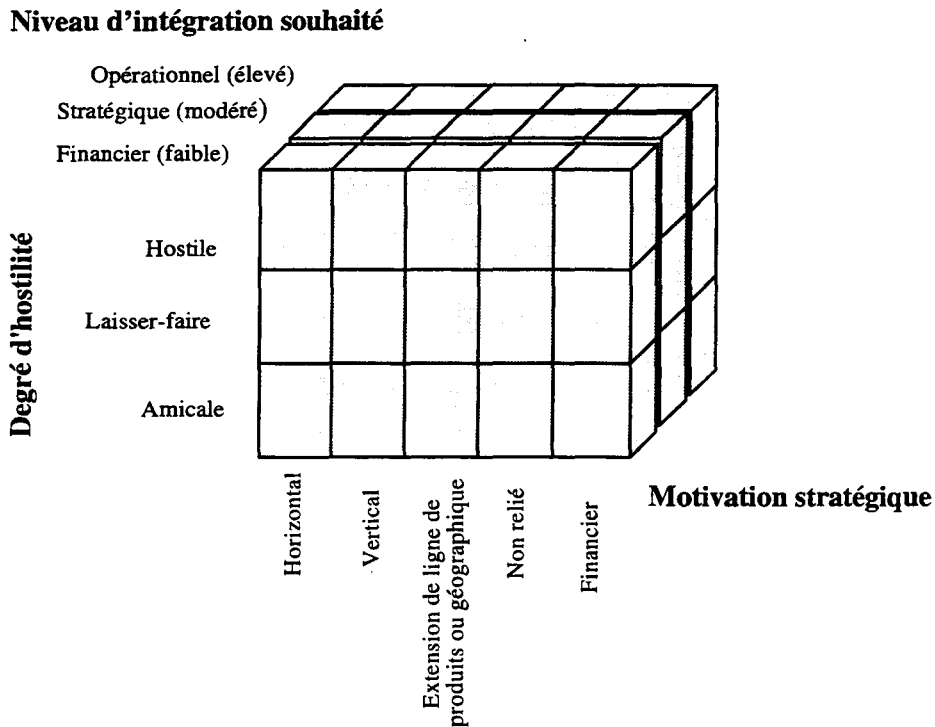 Niveau d'intégration souhaité
Opérationnel (élevé)
Stratégique (modéré)
Financier (faible)
Degré d'hostilité
Hostile
Laisser-faire
Amicale
Horizontal
Vertical
Extension de ligne de
produits ou géographique
Non relié
Financier
Motivation stratégique